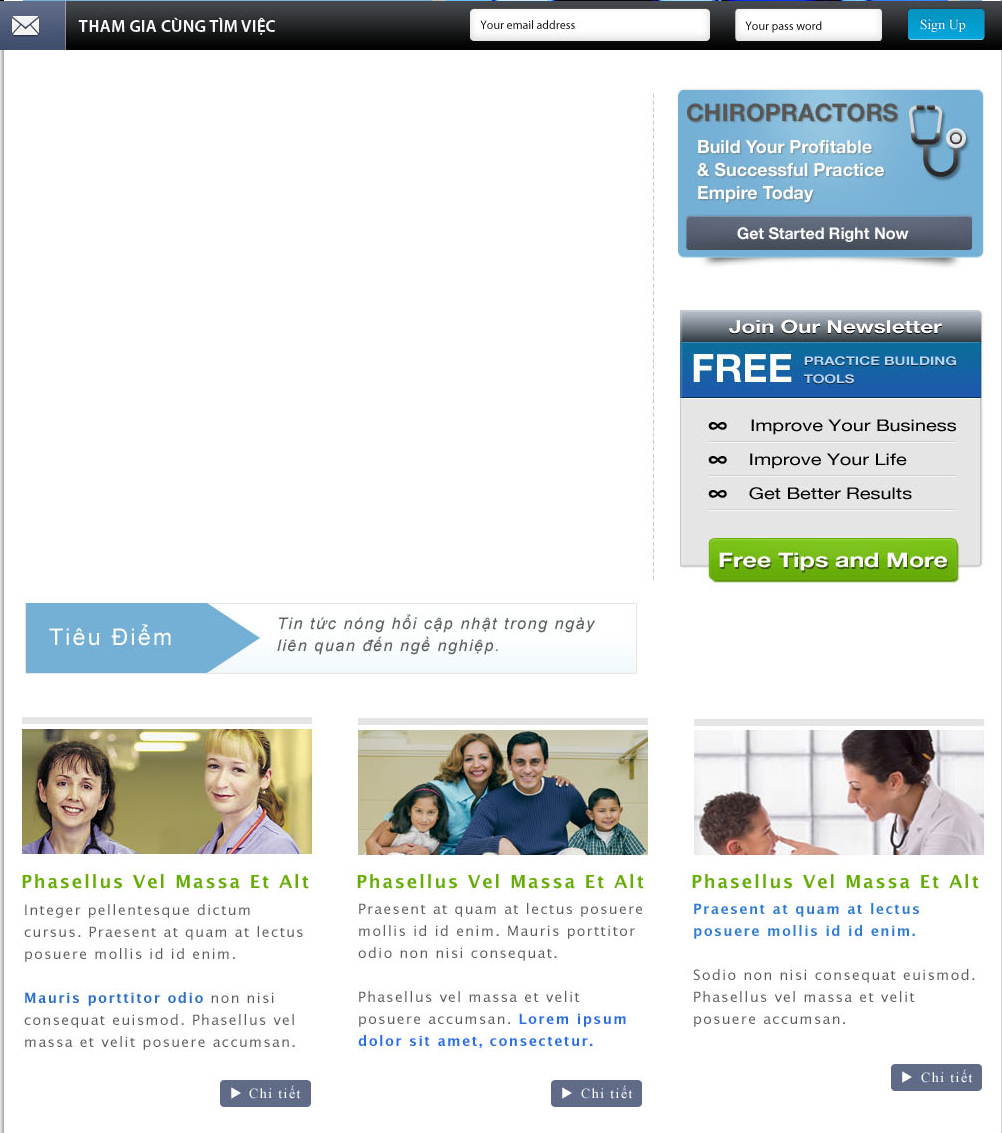 THAM GIA CÙNG TÌM VIỆC
Your email address
Your pass word
Sign Up
CHIROPRACTORS
Build Your Profitable
& Successful Practice
Empire Today
Get Started Right Now
Join Our Newsletter
FREE
PRACTICE BUILDING
TOOLS
Improve Your Business
Improve Your Life
Get Better Results
Free Tips and More
Tiêu Điểm
Tin tức nóng hổi cập nhật trong ngày
liên quan đến ngề nghiệp.
Phasellus Vel Massa Et Alt
Integer pellentesque dictum
cursus. Praesent at quam at lectus
posuere mollis id id enim.
Mauris porttitor odio non nisi
consequat euismod. Phasellus vel
massa et velit posuere accumsan.
Chi tiết
Phasellus Vel Massa Et Alt
Praesent at quam at lectus posuere
mollis id id enim. Mauris porttitor
odio non nisi consequat.
Phasellus vel massa et velit
posuere accumsan. Lorem ipsum
dolor sit amet, consectetur.
Chi tiết
Phasellus Vel Massa Et Alt
Praesent at quam at lectus
posuere mollis id id enim.
Sodio non nisi consequat euismod.
Phasellus vel massa et velit
posuere accumsan.
Chi tiết